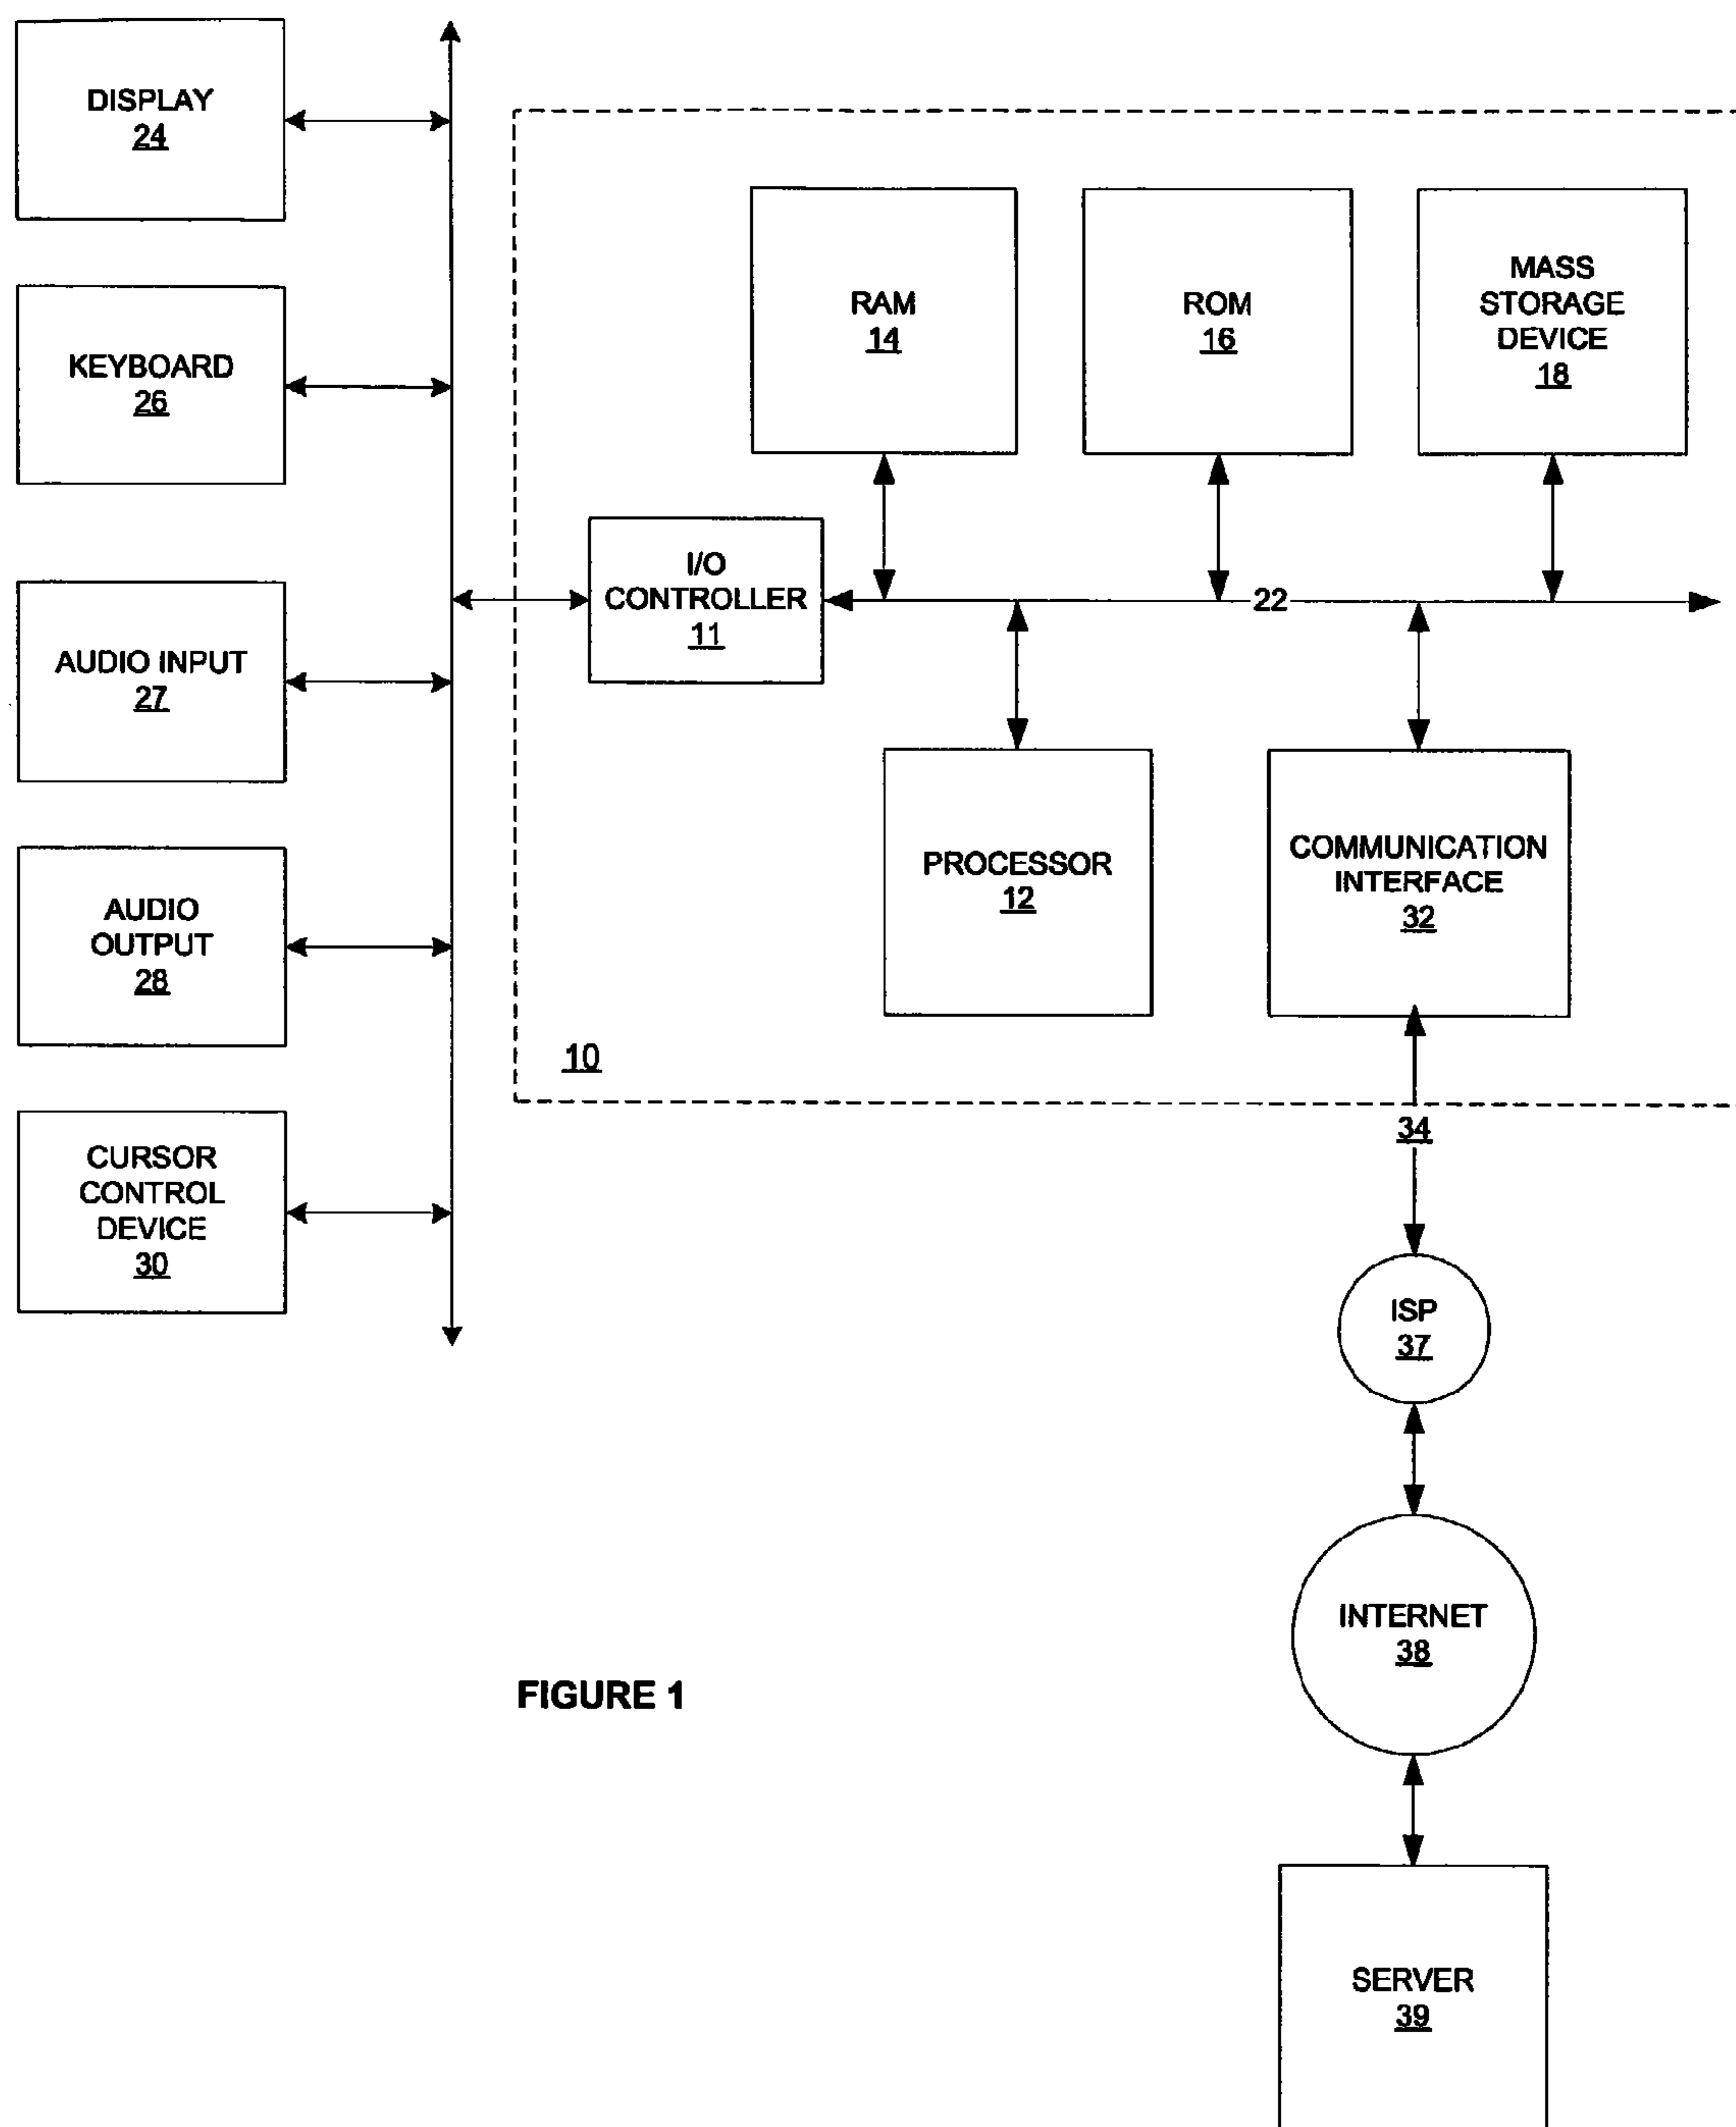 DISPLAY
24
KEYBOARD
26
AUDIO INPUT
27
AUDIO
OUTPUT
28
CURSOR
CONTROL
DEVICE
30
RAM
14
ROM
16
MASS
STORAGE
DEVICE
18
I/O
CONTROLLER
11
22
PROCESSOR
12
COMMUNICATION
INTERFACE
32
10
34
ISP
37
INTERNET
38
FIGURE 1
SERVER
39